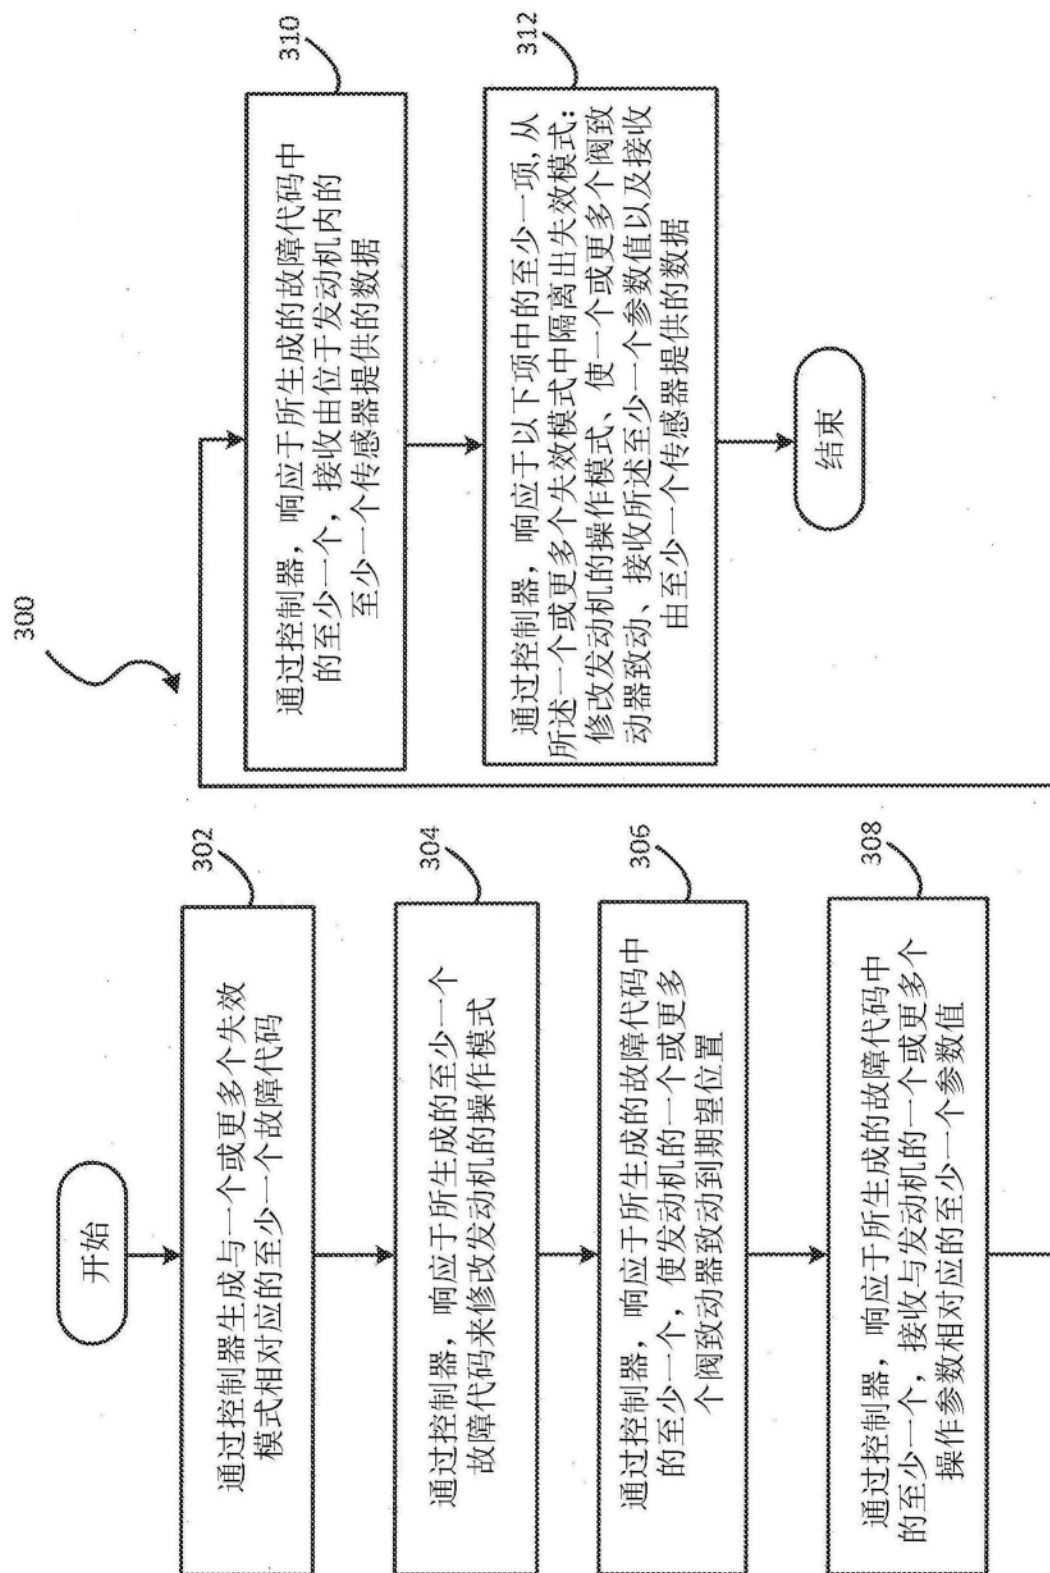 300
开始
302
通过控制器生成与一个或更多个失效
模式相对应的至少一个故障代码
304
通过控制器，响应于所生成的至少一个
故障代码来修改发动机的操作模式
306
通过控制器，响应于所生成的故障代码中
的至少一个，使发动机的一个或更多
个阀致动器致动到期望位置
308
通过控制器，响应于所生成的故障代码中
的至少一个，接收与发动机的一个或更多个
操作参数相对应的至少一个参数值
310
通过控制器，响应于所生成的故障代码中
的至少一个，接收由位于发动机内的
至少一个传感器提供的数据
312
通过控制器，响应于以下项中的至少一项，从
所述一个或更多个失效模式中隔离出失效模式：
修改发动机的操作模式、使一个或更多个阀致
动器致动、接收所述至少一个参数值以及接收
由至少一个传感器提供的数据
结束